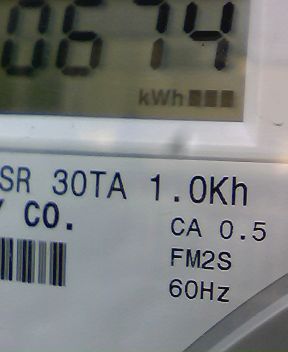 0674
kWh
SR 30TA 1.0Kh
Y CO.
CA 0.5
FM2S
60Hz